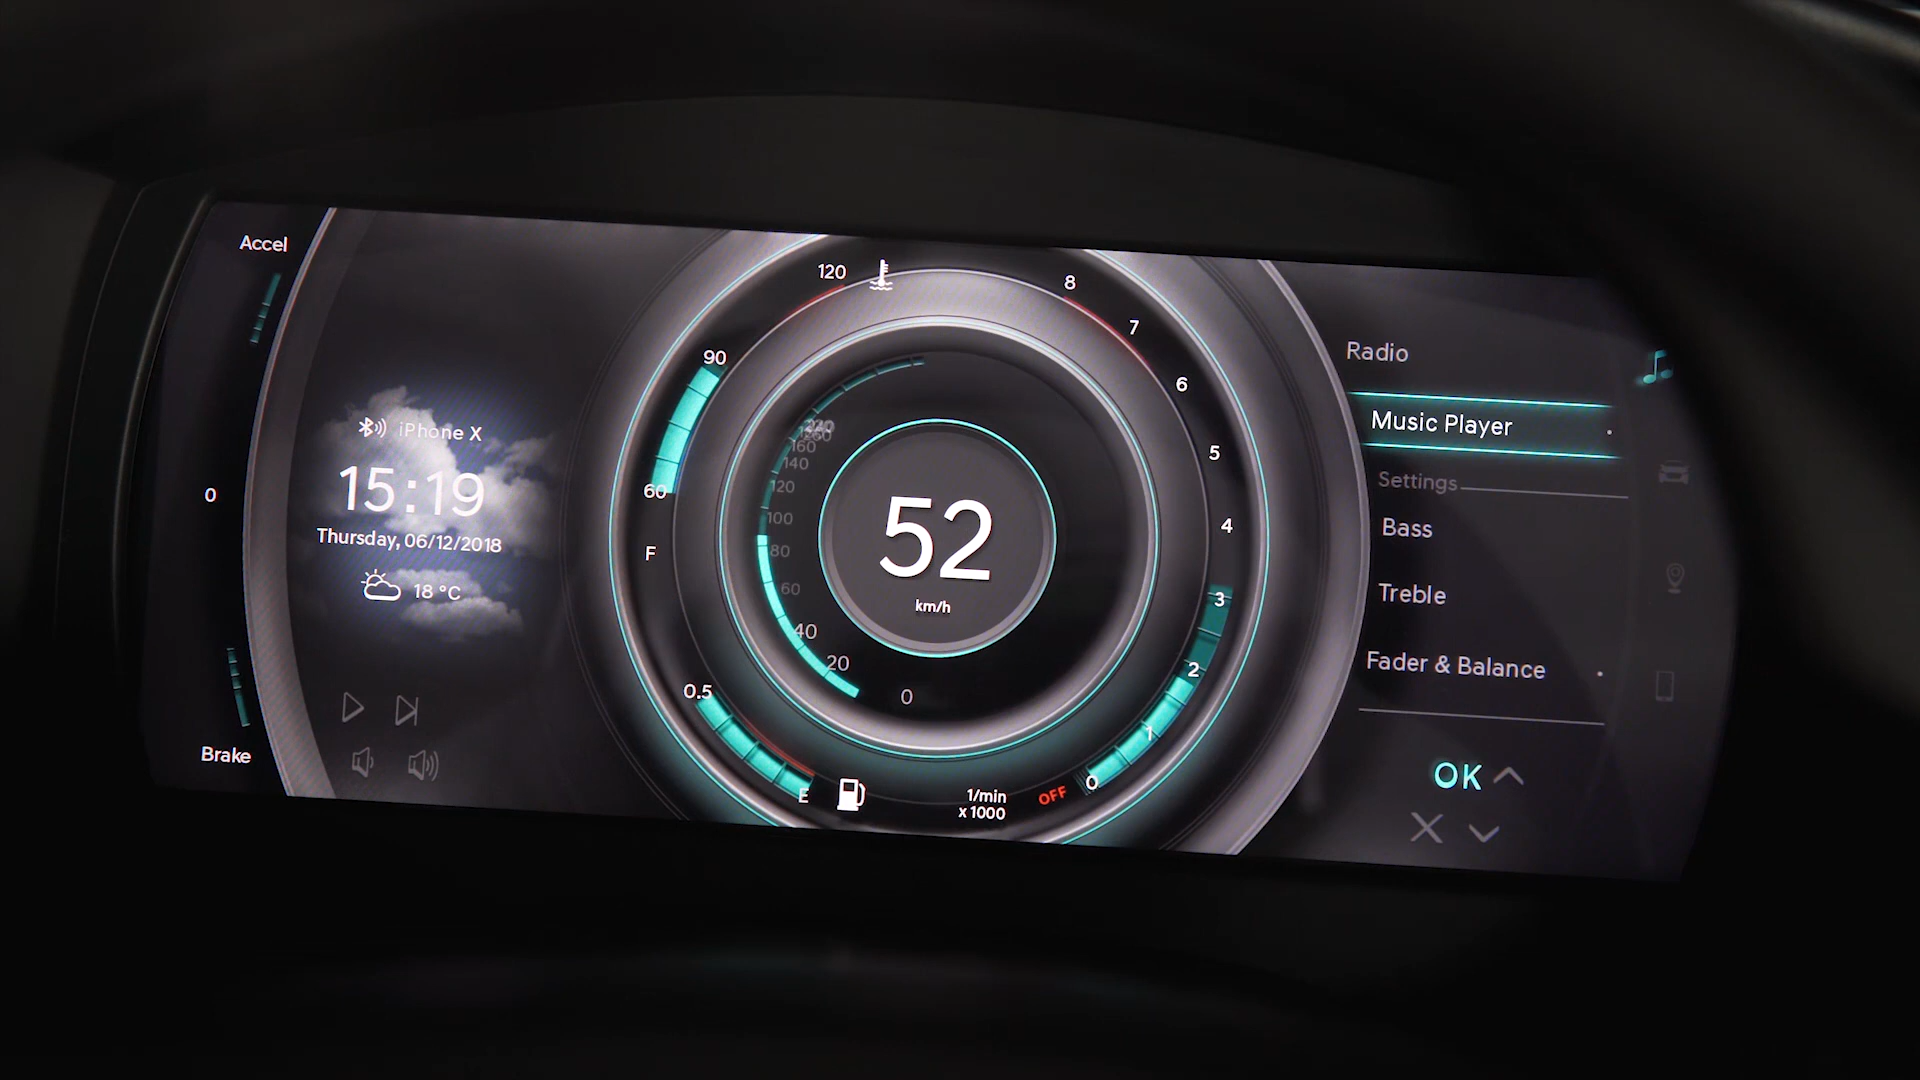 Accel
0
Brake
iPhone X
15:19
Thursday, 06/12/2018
18 °C
120
90
60
F
0.5
E
160
140
120
100
80
60
40
20
0
52
km/h
8
7
6
5
4
3
2
1
0
OFF
1/min
x 1000
Radio
Music Player
Settings
Bass
Treble
Fader & Balance
OK